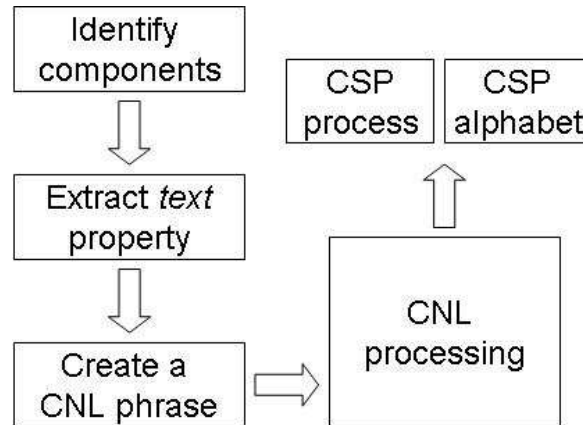 Identify
components
Extract text
property
Create a
CNL phrase
CNL
processing
CSP
process
CSP
alphabet